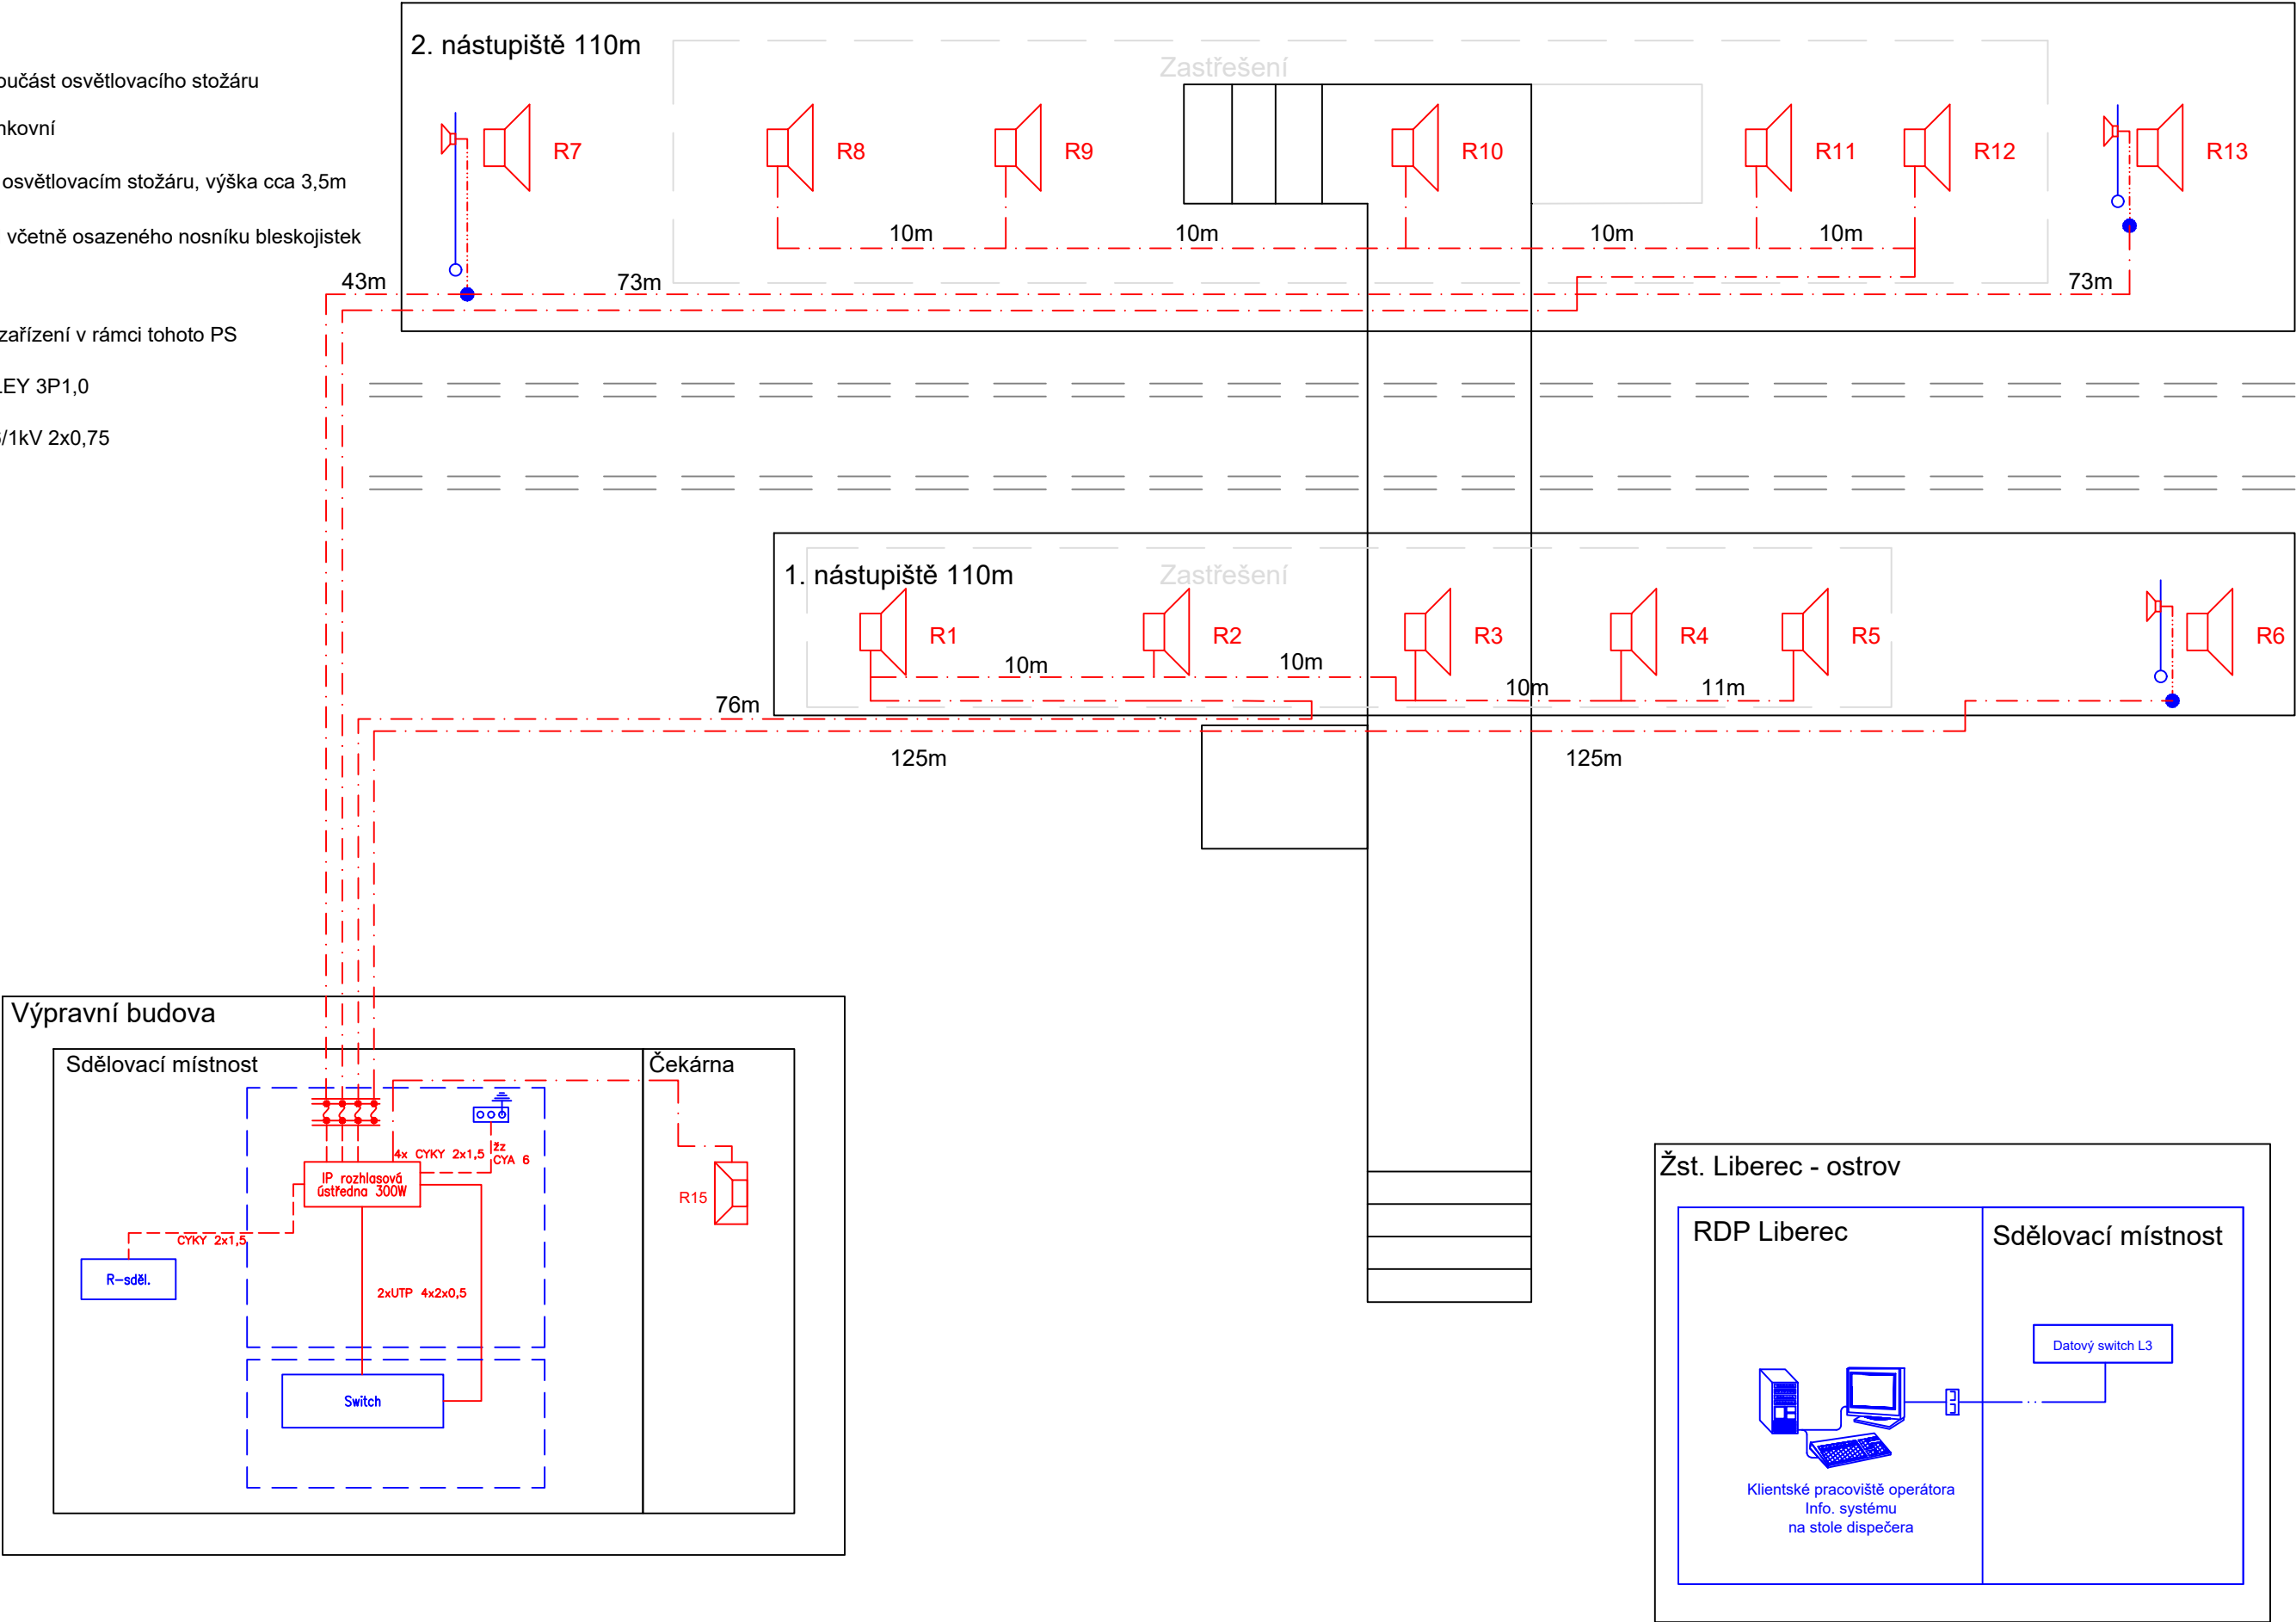 2. nástupiště 110m
Zastřešení
oučást osvětlovacího stožáru
nkovní
osvětlovacím stožáru, výška cca 3,5m
včetně osazeného nosníku bleskojistek
zařízení v rámci tohoto PS
LEY 3P1,0
/1kV 2x0,75
R7
R8
R9
R10
R11
R12
R13
10m
10m
10m
10m
43m
73m
73m
1. nástupiště 110m
Zastřešení
R1
R2
R3
R4
R5
R6
10m
10m
10m
11m
76m
125m
125m
Výpravní budova
Sdělovací místnost
Čekárna
4x CYKY 2x1,5
žz
CYA 6
IP rozhlasová
ústředna 300W
R15
CYKY 2x1,5
R-sděl.
2xUTP 4x2x0,5
Switch
Žst. Liberec - ostrov
RDP Liberec
Sdělovací místnost
Datový switch L3
Klientské pracoviště operátora
Info. systému
na stole dispečera